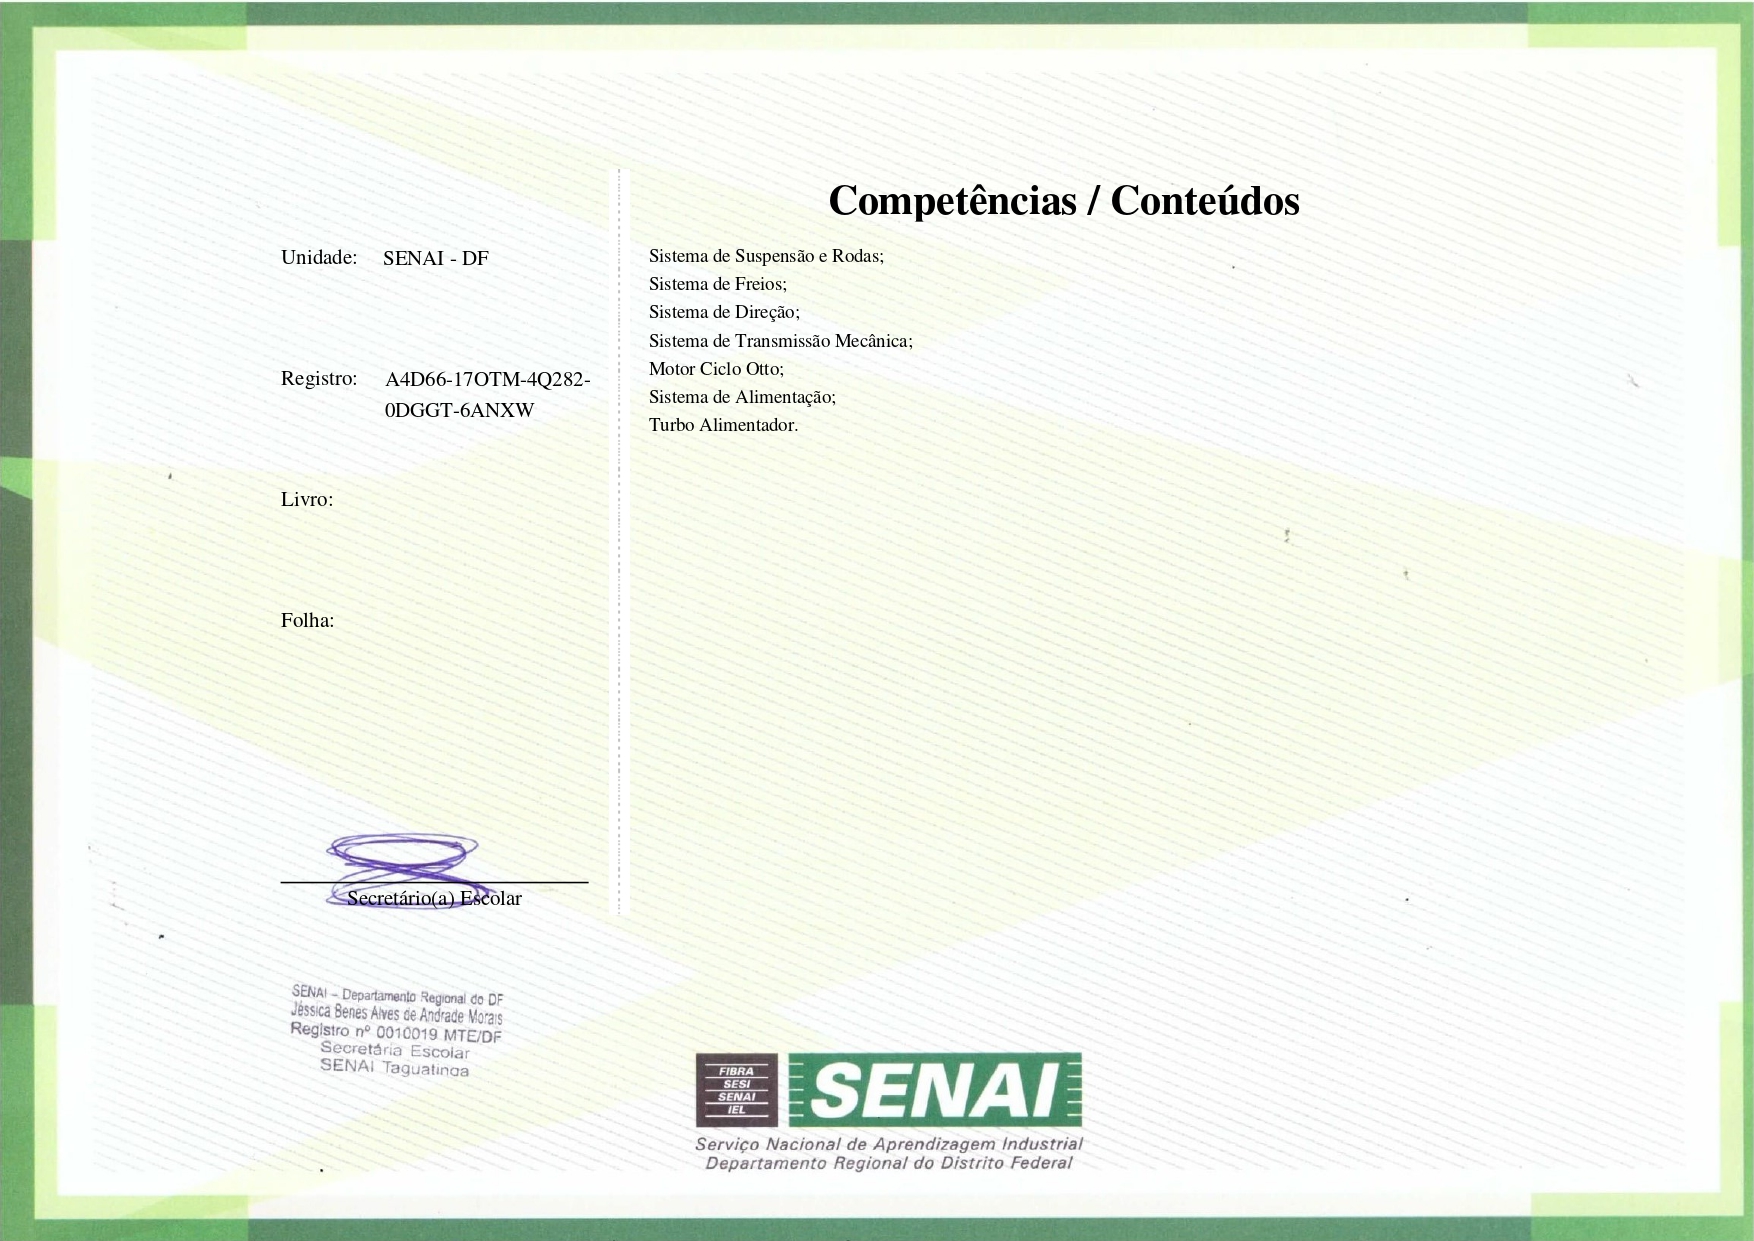 Competências / Conteúdos
Unidade: SENAI - DF
Registro: A4D66-17OTM-4Q282-
0DGGT-6ANXW
Livro:
Folha:
Secretário(a) Escolar
SENAI - Departamento Regional do DF
Jéssica Benes Alves de Andrade Morais
Registro nº 0010019 MTE/DF
Secretária Escolar
SENAI Taguatinga
Sistema de Suspensão e Rodas;
Sistema de Freios;
Sistema de Direção;
Sistema de Transmissão Mecânica;
Motor Ciclo Otto;
Sistema de Alimentação;
Turbo Alimentador.
FIBRA
SESI
SENAI
IEL
SENAI
Serviço Nacional de Aprendizagem Industrial
Departamento Regional do Distrito Federal